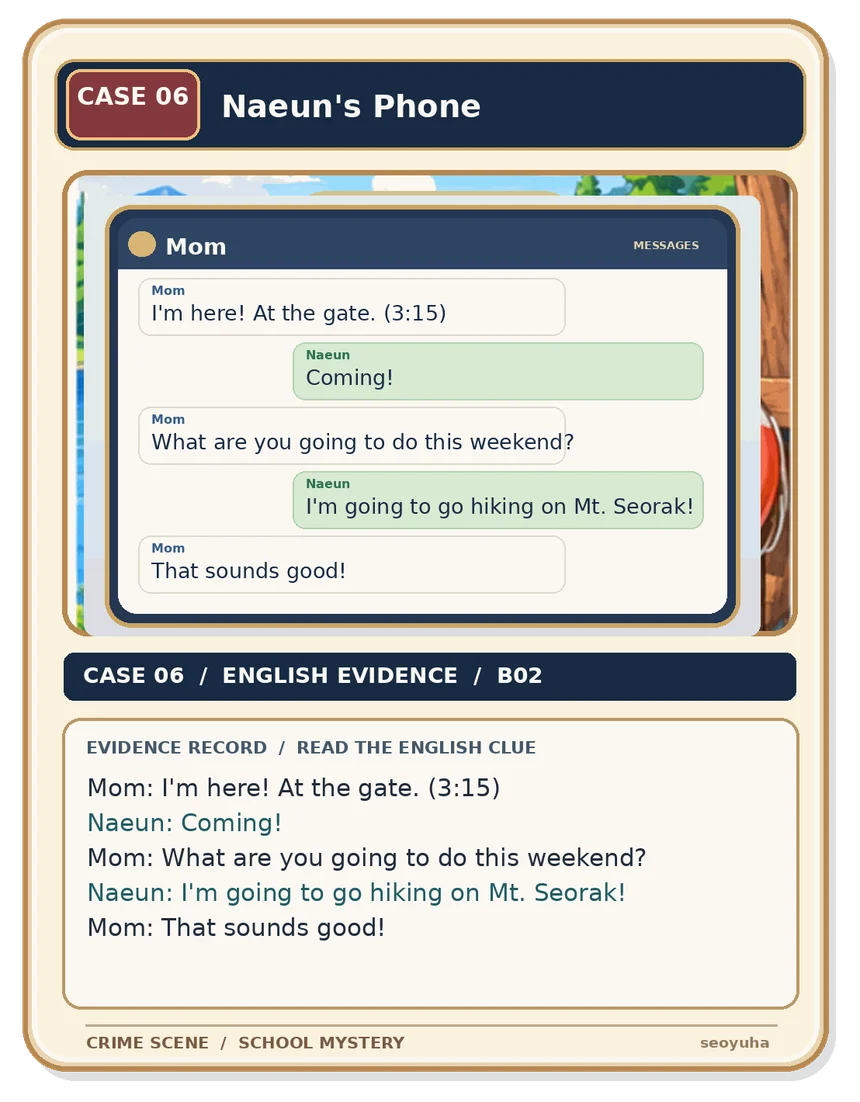 CASE 06
Naeun's Phone
Mom
MESSAGES
Mom
I'm here! At the gate. (3:15)
Naeun
Coming!
Mom
What are you going to do this weekend?
Naeun
I'm going to go hiking on Mt. Seorak!
Mom
That sounds good!
CASE 06 / ENGLISH EVIDENCE / B02
EVIDENCE RECORD / READ THE ENGLISH CLUE
Mom: I'm here! At the gate. (3:15)
Naeun: Coming!
Mom: What are you going to do this weekend?
Naeun: I'm going to go hiking on Mt. Seorak!
Mom: That sounds good!
CRIME SCENE / SCHOOL MYSTERY
seoyuha